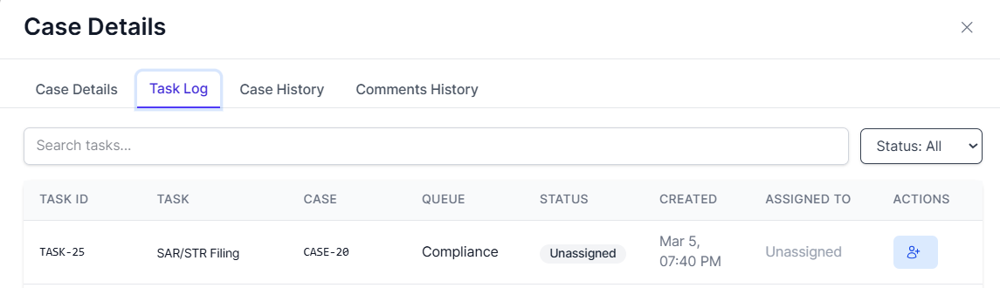 Case Details
Case Details Task Log Case History Comments History
Search tasks...
Status: All
TASK ID TASK CASE QUEUE STATUS CREATED ASSIGNED TO ACTIONS
TASK-25 SAR/STR Filing CASE-20 Compliance Unassigned Mar 5, 07:40 PM Unassigned